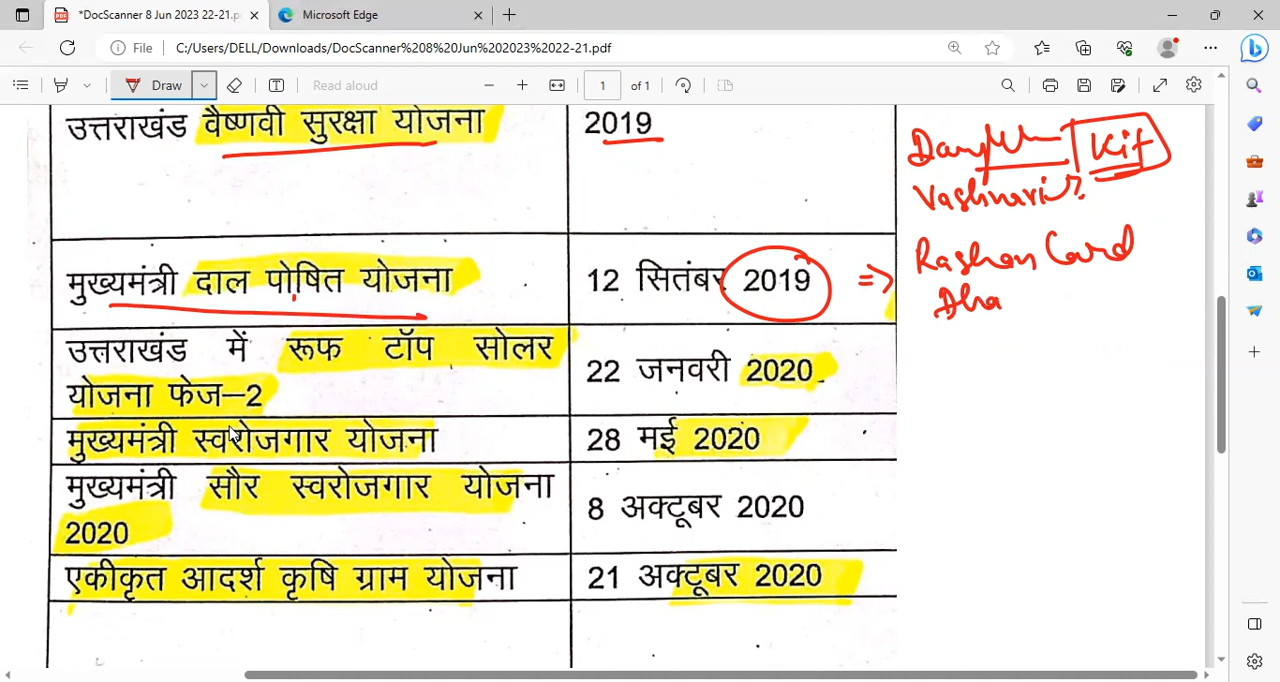 *DocScanner 8 Jun 2023 22-21.p
Microsoft Edge
File
C:/Users/DELL/Downloads/DocScanner%208%20Jun%202023%2022-21.pdf
Draw
Read aloud
1 of 1
उत्तराखंड वैष्णवी सुरक्षा योजना
2019
Kit
Vashnavi
मुख्यमंत्री दाल पोषित योजना
12 सितंबर 2019 =>
Rashan Card
Dha
उत्तराखंड में रूफ टॉप सोलर
योजना फेज–2
22 जनवरी 2020
मुख्यमंत्री स्वरोजगार योजना
28 मई 2020
मुख्यमंत्री सौर स्वरोजगार योजना
2020
8 अक्टूबर 2020
एकीकृत आदर्श कृषि ग्राम योजना
21 अक्टूबर 2020